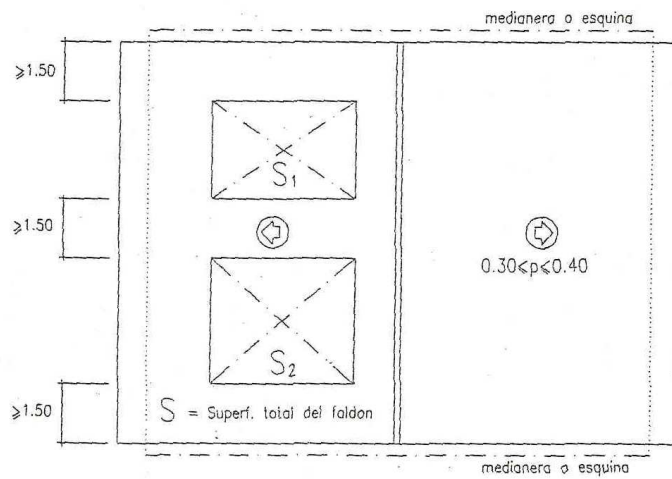 medianera o esquina
≥1.50
S1
≥1.50
0.30≤p≤0.40
S2
≥1.50
S = Superf. total del faldon
medianera o esquina